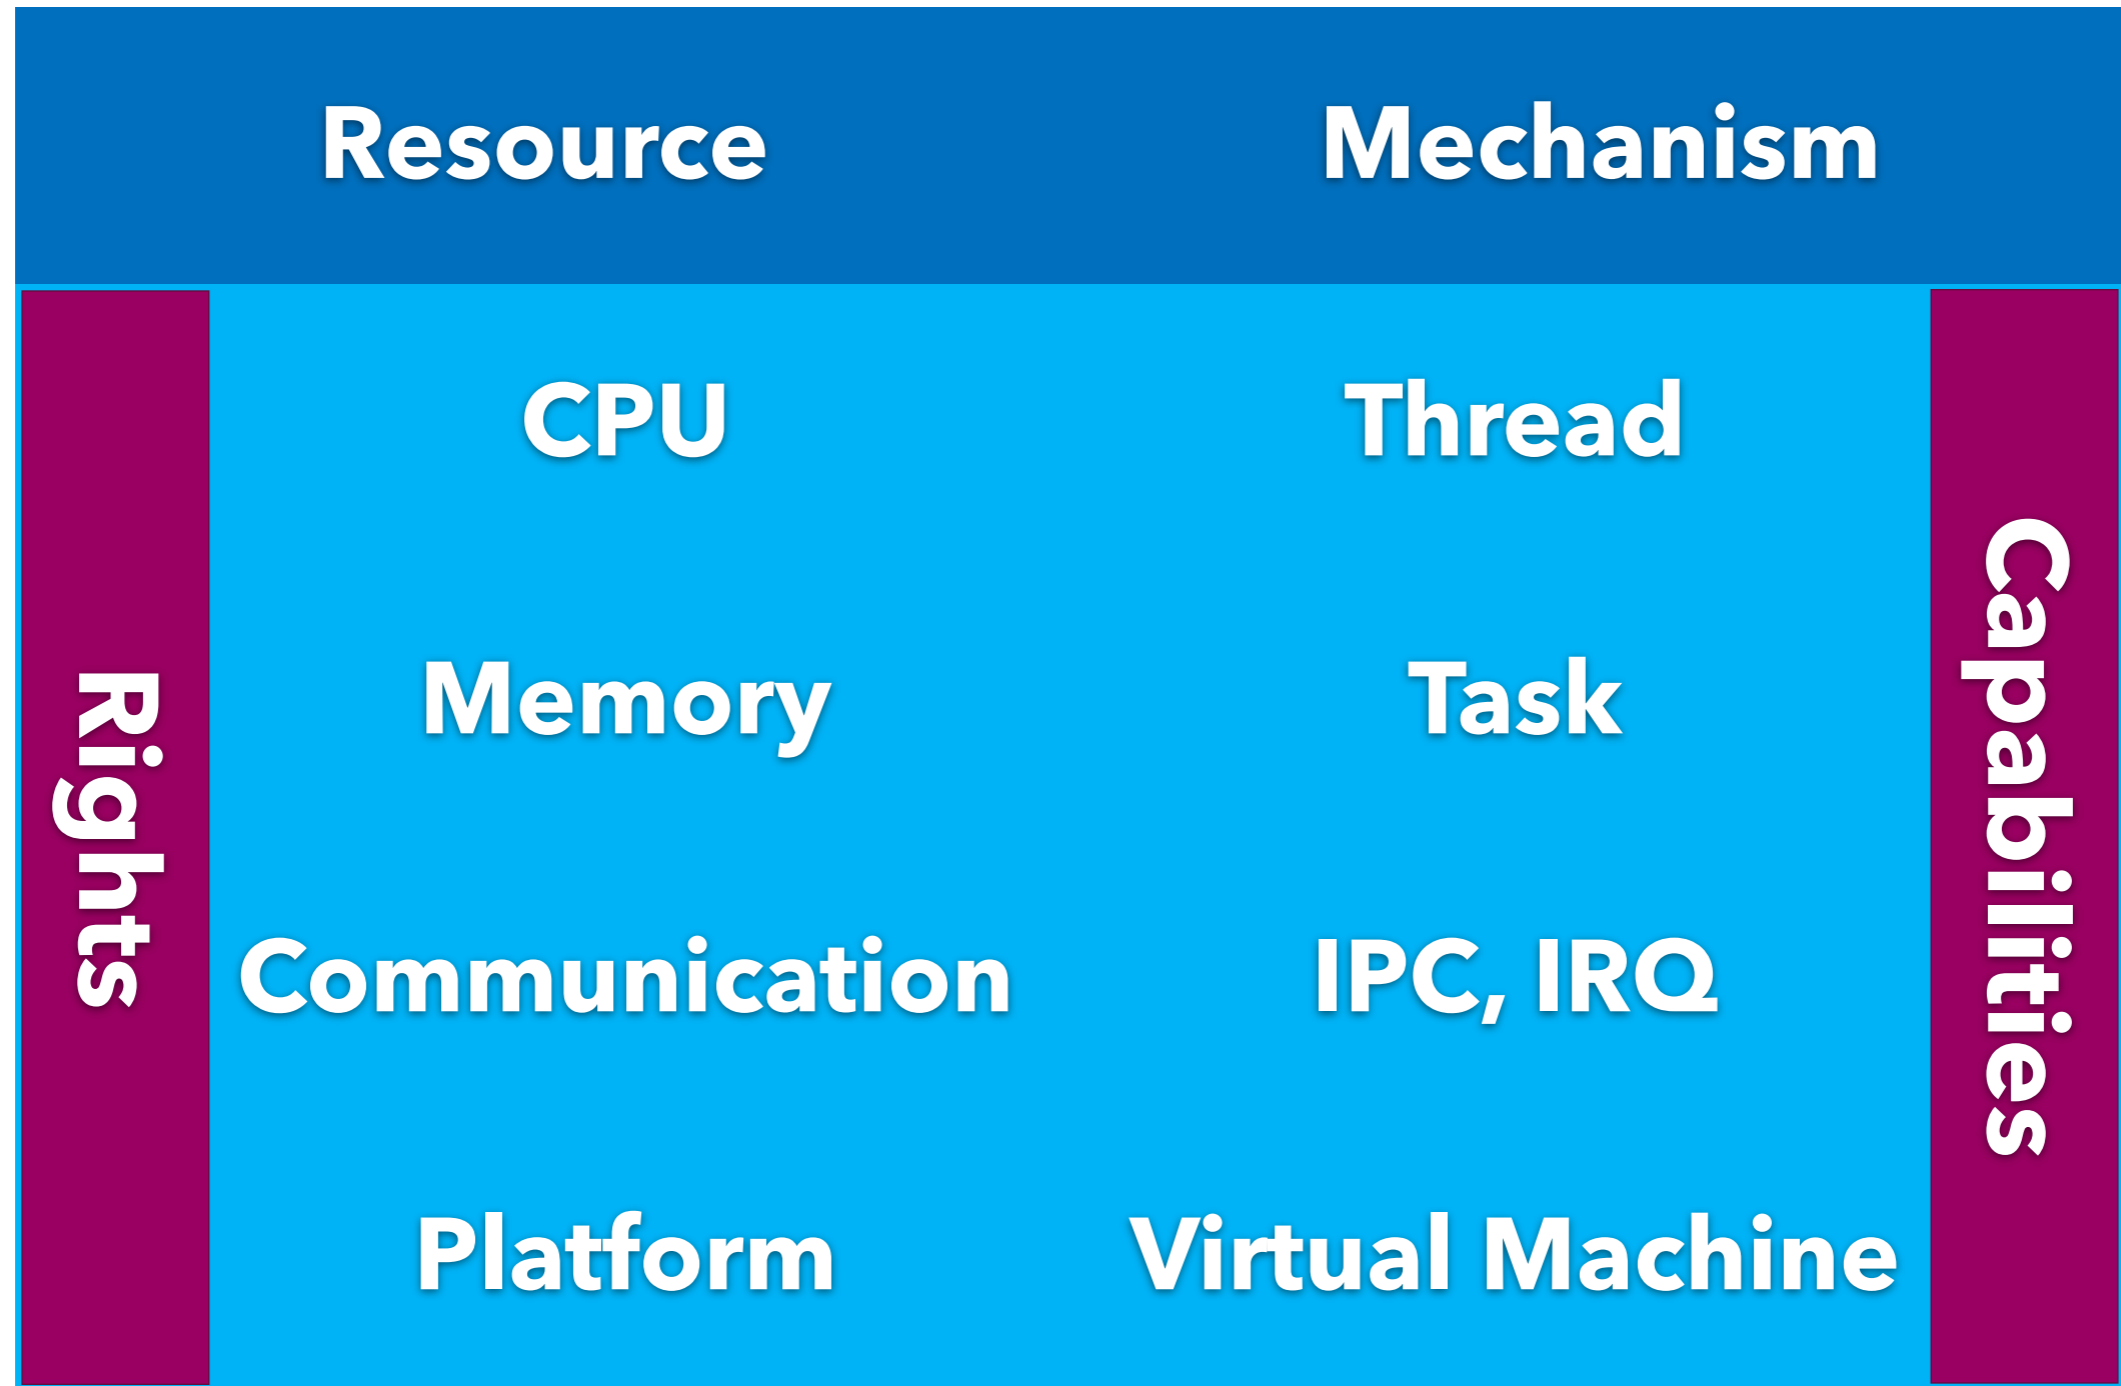 Resource Mechanism
CPU Thread
Memory Task
Communication IPC, IRQ
Platform Virtual Machine
Rights
Capabilities